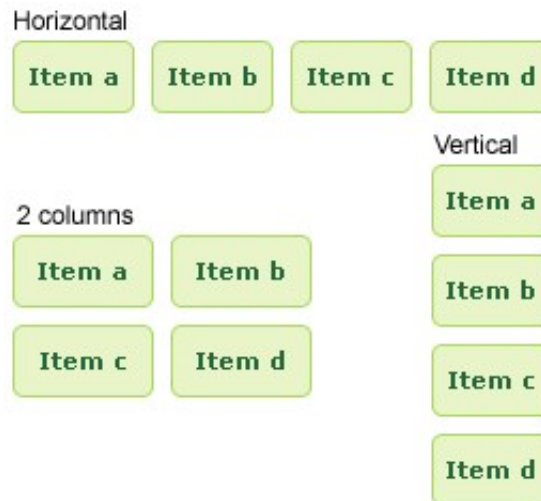 Horizontal
Item a Item b Item c Item d
2 columns
Item a Item b
Item c Item d
Vertical
Item a
Item b
Item c
Item d